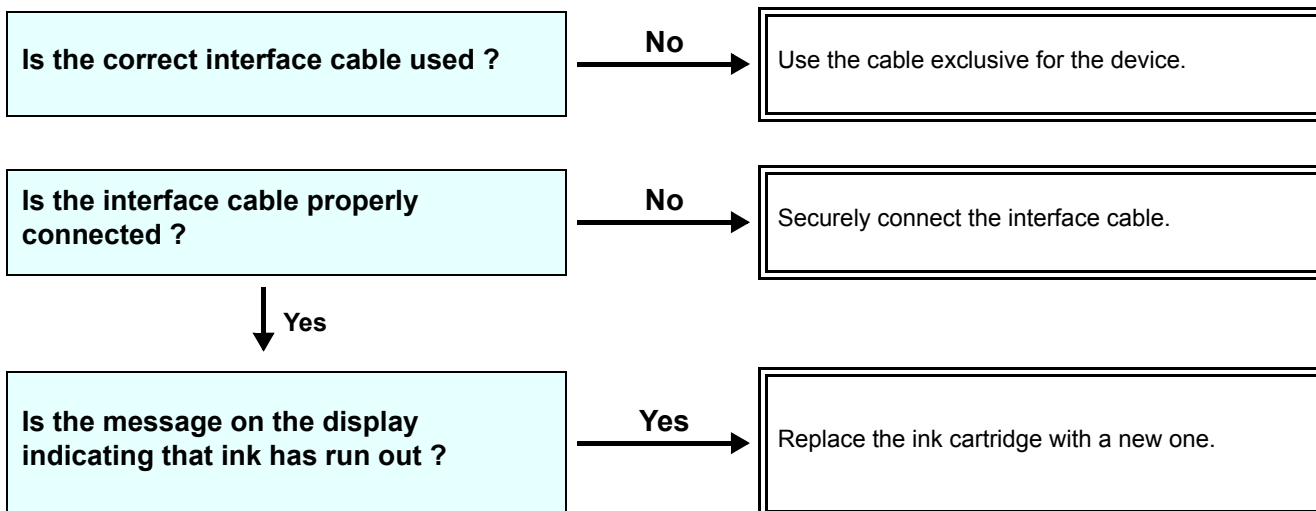 Is the correct interface cable used ?
No
Use the cable exclusive for the device.
Is the interface cable properly
connected ?
No
Securely connect the interface cable.
Yes
Is the message on the display
indicating that ink has run out ?
Yes
Replace the ink cartridge with a new one.